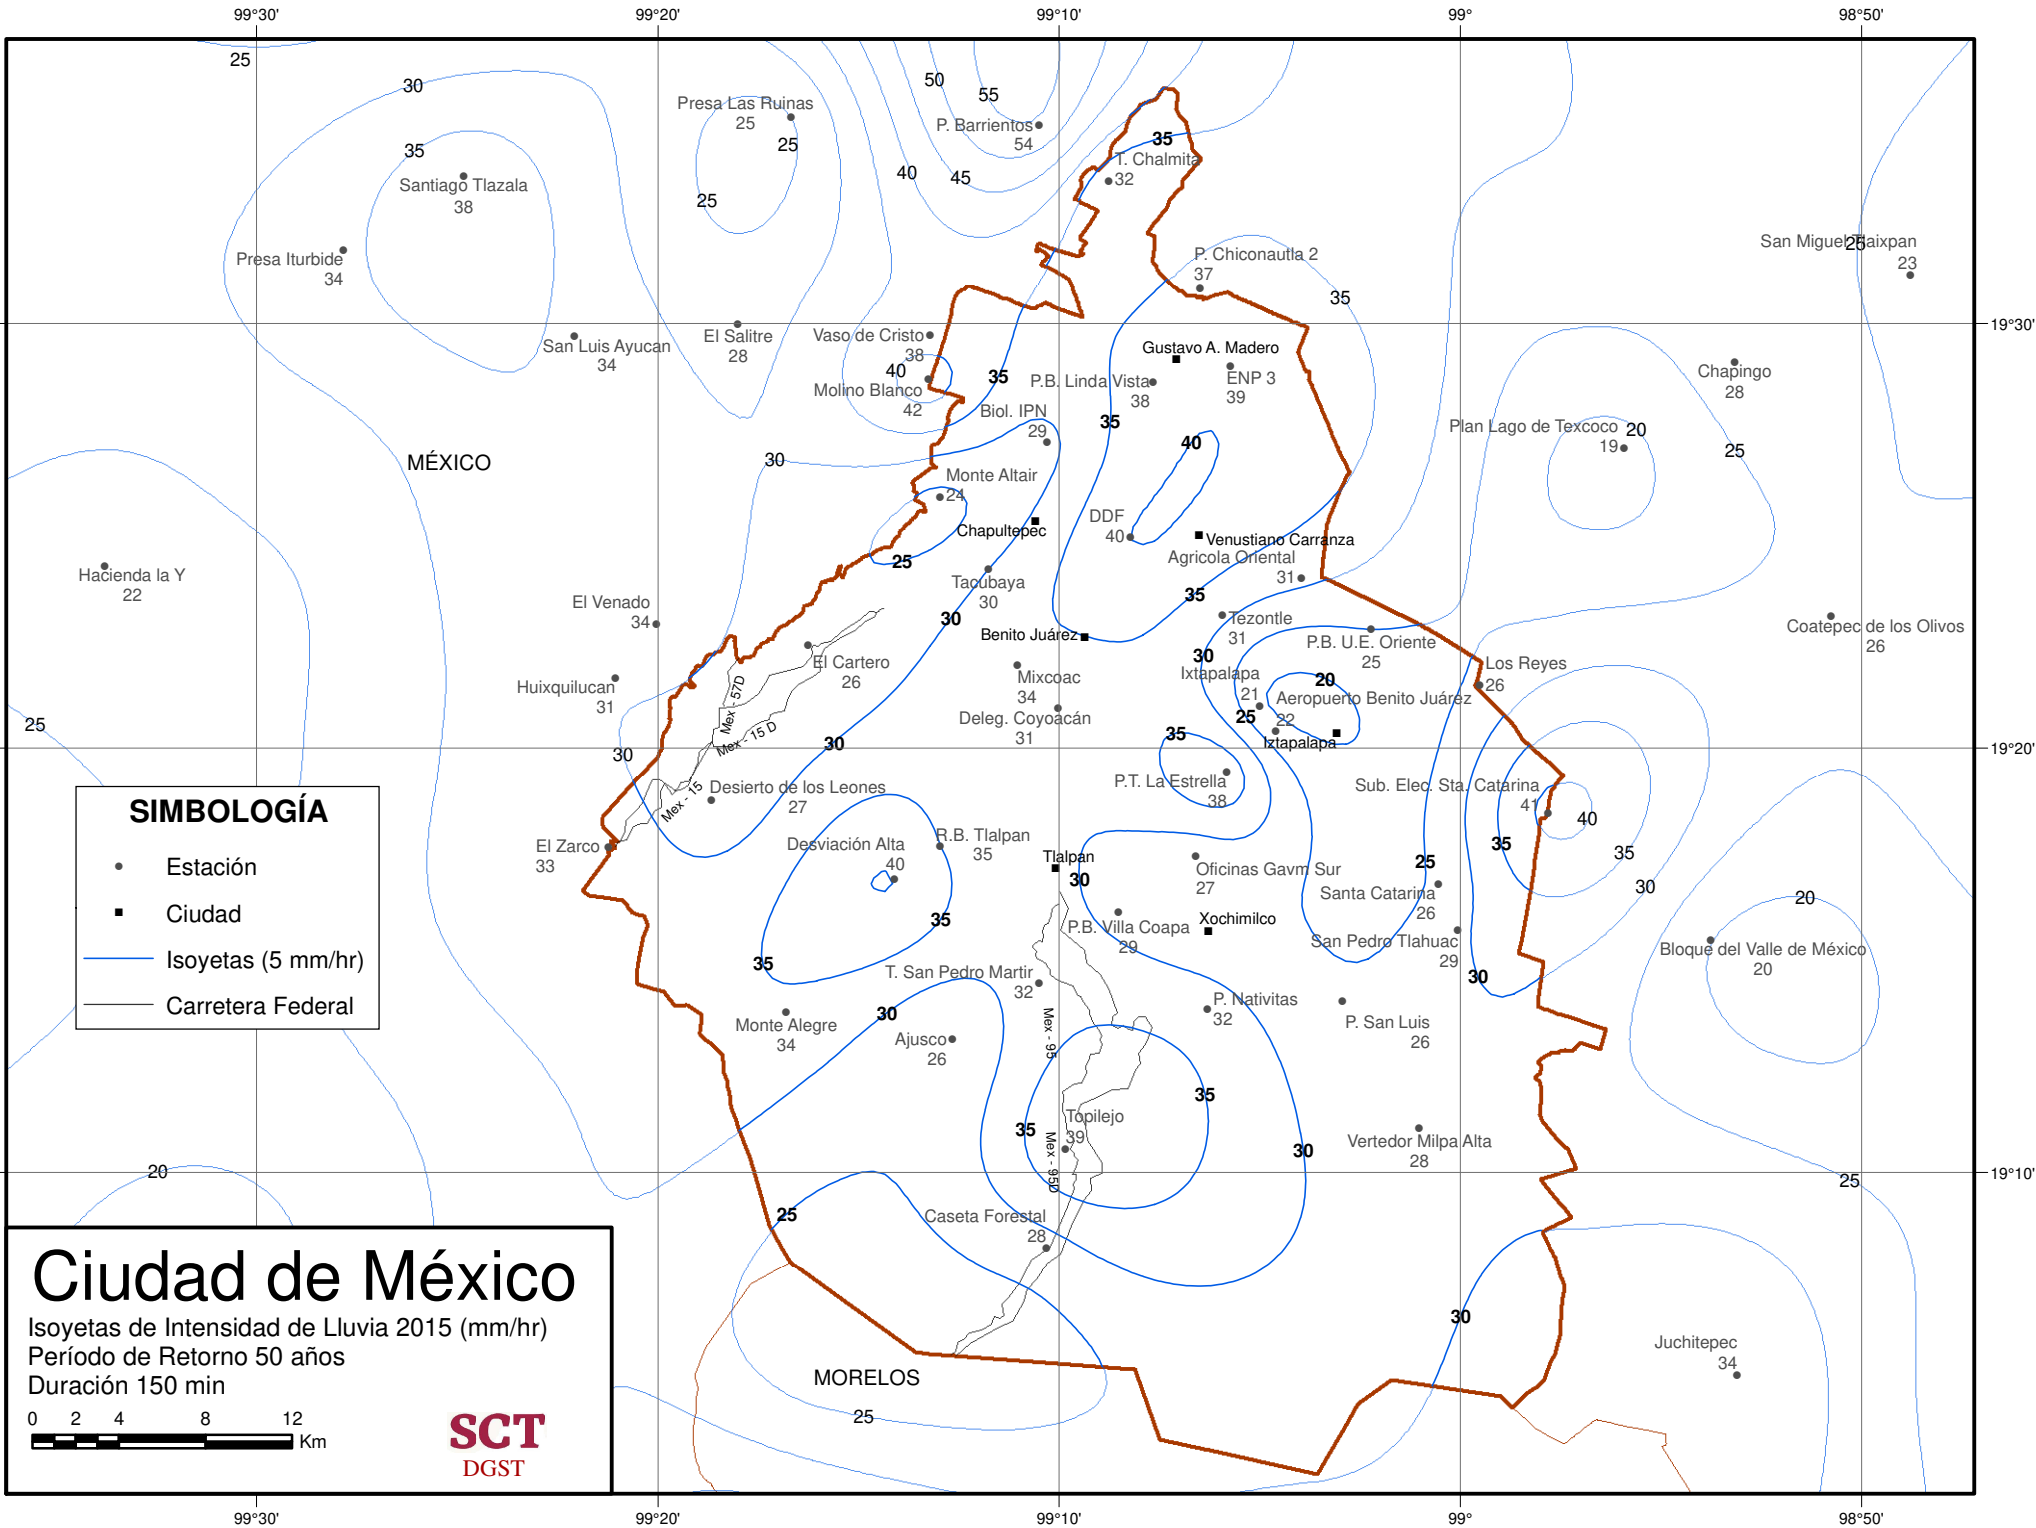 99°30'
99°20'
99°10'
99°
98°50'
25
30
50
55
Presa Las Ruinas
25
25
P. Barrientos
54
35
35
T. Chalmita
32
40
45
Santiago Tlazala
38
25
San Miguel Tlaixpan
25
23
Presa Iturbide
34
P. Chiconautla 2
37
35
19°30'
San Luis Ayucan
34
El Salitre
28
Vaso de Cristo
38
40
Molino Blanco
42
35
Gustavo A. Madero
P.B. Linda Vista
38
ENP 3
39
Chapingo
28
Biol. IPN
29
35
40
Plan Lago de Texcoco
19
20
25
MÉXICO
30
Monte Altair
24
Chapultepec
DDF
40
Venustiano Carranza
Agricola Oriental
31
25
Hacienda la Y
22
El Venado
34
Tacubaya
30
30
35
Benito Juárez
Tezontle
31
P.B. U.E. Oriente
25
Coatepec de los Olivos
26
El Cartero
26
Mixcoac
34
30
Ixtapalapa
21
20
Los Reyes
26
Huixquilucan
31
Mex - 57D
Mex - 15 D
Deleg. Coyoacán
31
25
Aeropuerto Benito Juárez
22
Iztapalapa
25
30
30
35
19°20'
Mex - 15
Desierto de los Leones
27
P.T. La Estrella
38
Sub. Elec. Sta. Catarina
41
40
SIMBOLOGÍA
Estación
Ciudad
Isoyetas (5 mm/hr)
Carretera Federal
El Zarco
33
Desviación Alta
40
R.B. Tlalpan
35
Tlalpan
30
Oficinas Gavm Sur
27
25
35
35
30
Santa Catarina
26
20
35
P.B. Villa Coapa
29
Xochimilco
San Pedro Tlahuac
29
Bloque del Valle de México
20
35
T. San Pedro Martir
32
30
30
Monte Alegre
34
Ajusco
26
Mex - 95
P. Nativitas
32
P. San Luis
26
35
35
Topilejo
39
30
Vertedor Milpa Alta
28
Mex - 95D
20
25
19°10'
25
Caseta Forestal
28
30
Juchitepec
34
MORELOS
25
Ciudad de México
Isoyetas de Intensidad de Lluvia 2015 (mm/hr)
Período de Retorno 50 años
Duración 150 min
0 2 4 8 12
Km
SCT
DGST
99°30'
99°20'
99°10'
99°
98°50'